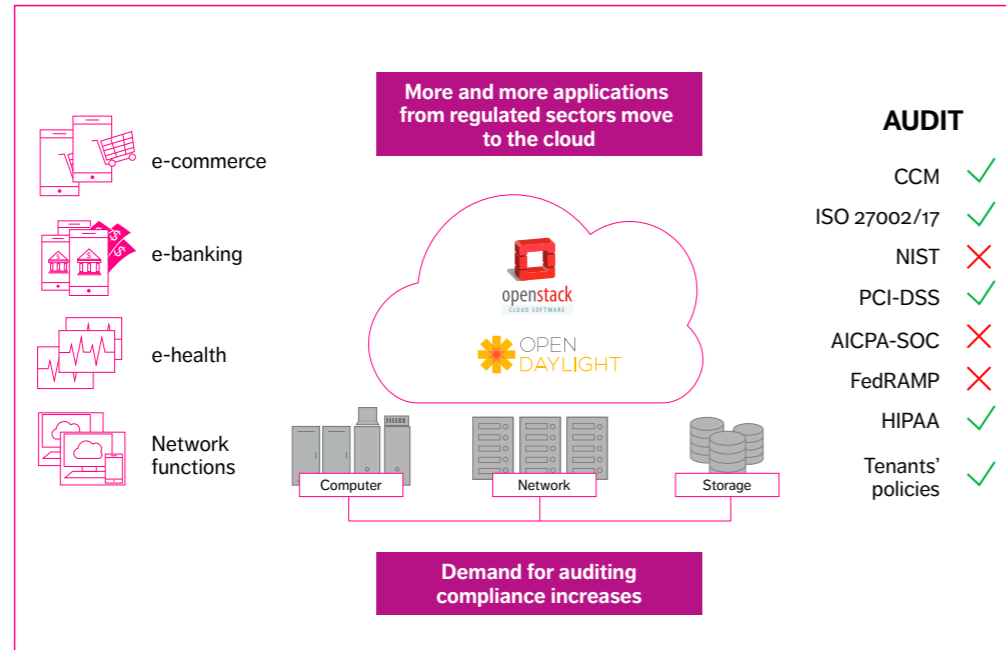 More and more applications
from regulated sectors move
to the cloud
e-commerce
e-banking
e-health
Network
functions
openstack
CLOUD SOFTWARE
OPEN
DAYLIGHT
Computer
Network
Storage
AUDIT
CCM
ISO 27002/17
NIST
PCI-DSS
AICPA-SOC
FedRAMP
HIPAA
Tenants’
policies
Demand for auditing
compliance increases